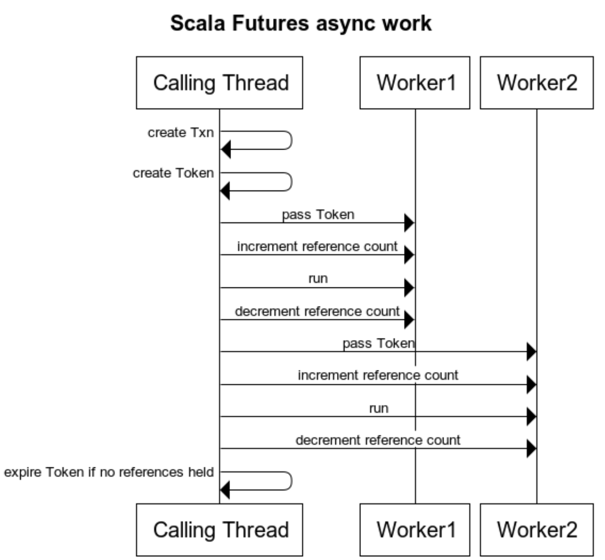 Scala Futures async work
Calling Thread Worker1 Worker2
create Txn
create Token
pass Token
increment reference count
run
decrement reference count
pass Token
increment reference count
run
decrement reference count
expire Token if no references held
Calling Thread Worker1 Worker2